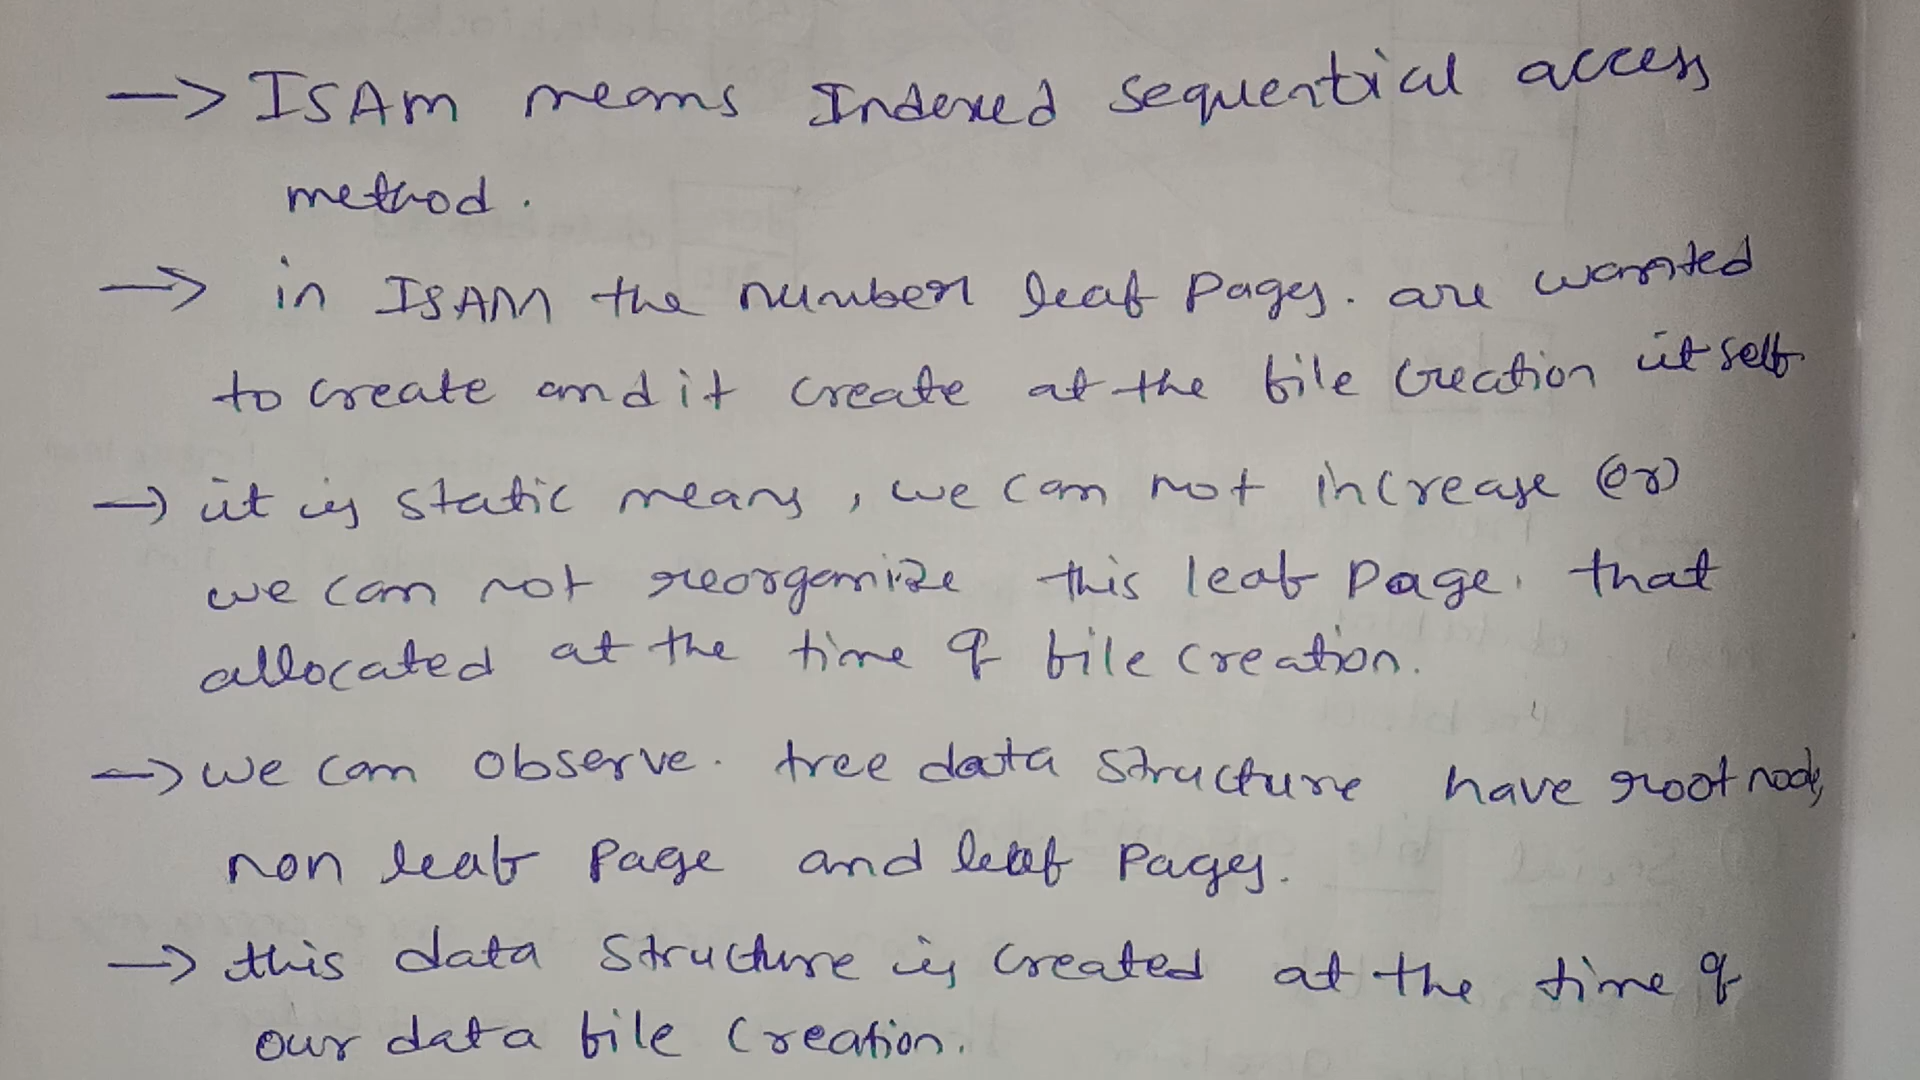 → ISAM means Indexed sequential access
method.
→ in ISAM the number leaf pages. are wanted
to create and it create at the file creation itself.
→ it is static means, we can not increase (or)
we can not reorganize this leaf page. that
allocated at the time of file creation.
→ we can observe. tree data structure have root node,
non leaf page and leaf pages.
→ this data structure is created at the time of
our data file creation.